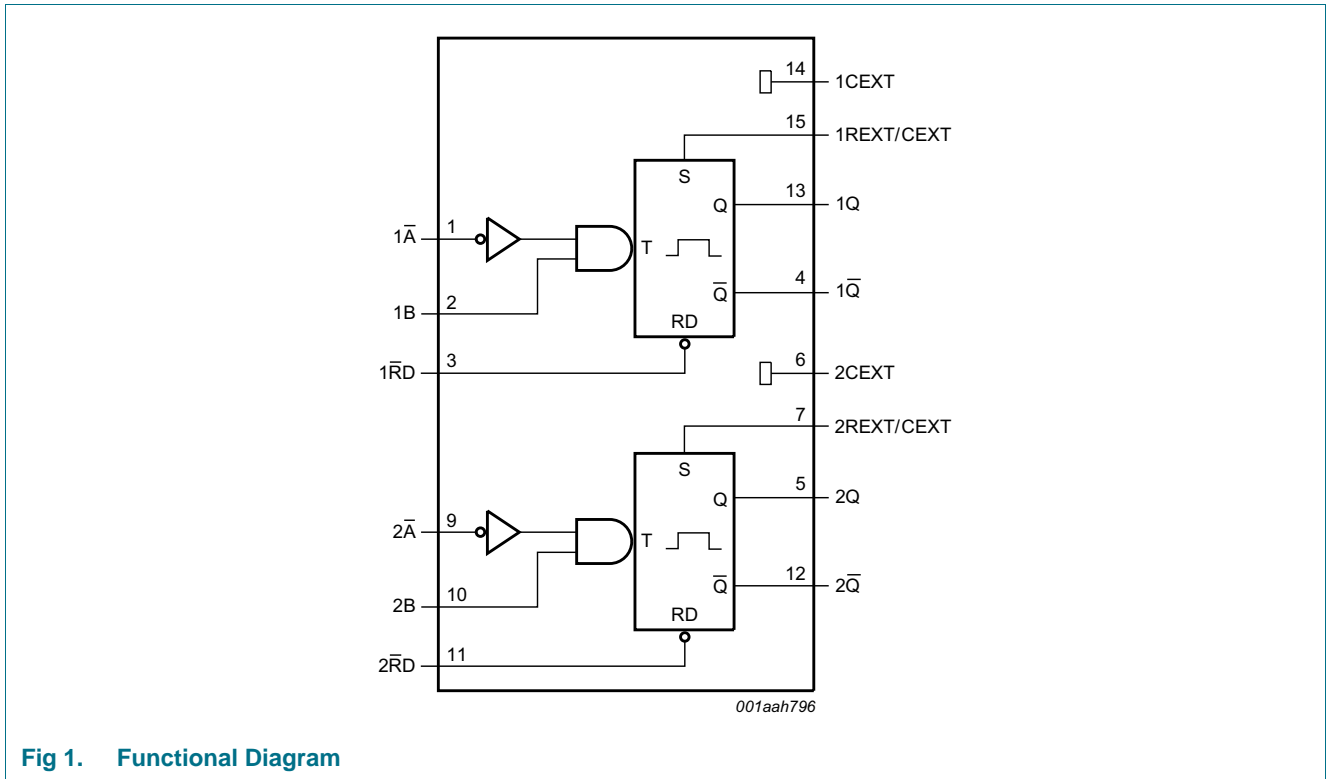 14 1CEXT
15 1REXT/CEXT
S
Q 13 1Q
1A̅ 1
T
Q̅ 4 1Q̅
1B 2
RD
1R̅D 3
6 2CEXT
7 2REXT/CEXT
S
Q 5 2Q
2A̅ 9
T
Q̅ 12 2Q̅
2B 10
RD
2R̅D 11
001aah796
Fig 1. Functional Diagram